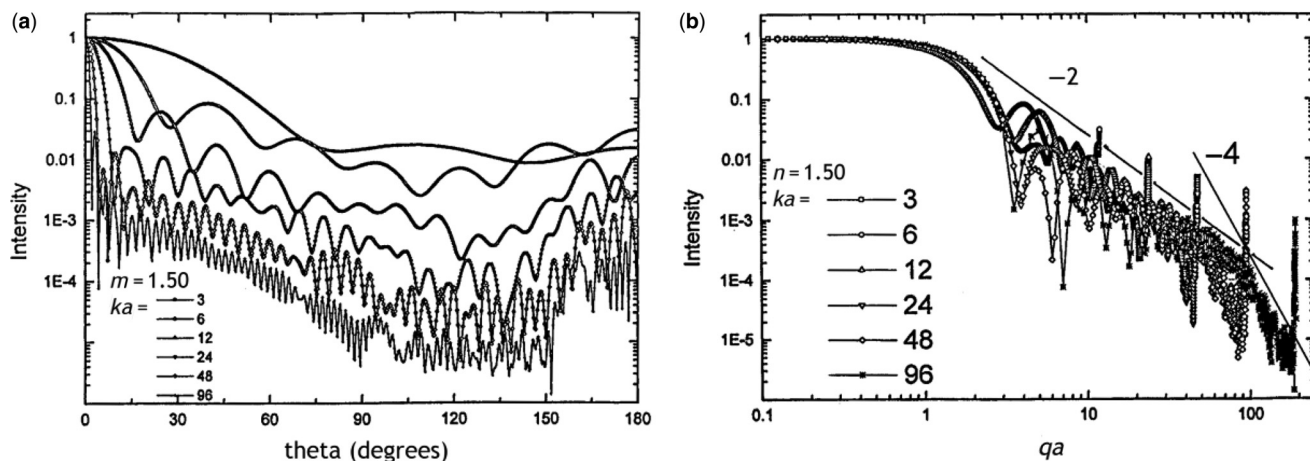 (a)
1
0.1
0.01
1E-3
1E-4
Intensity
m = 1.50
ka =
3
6
12
24
48
96
0 30 60 90 120 150 180
theta (degrees)
(b)
1
0.1
0.01
1E-3
1E-4
1E-5
Intensity
−2
−4
n = 1.50
ka =
3
6
12
24
48
96
0.1 1 10 100
qa